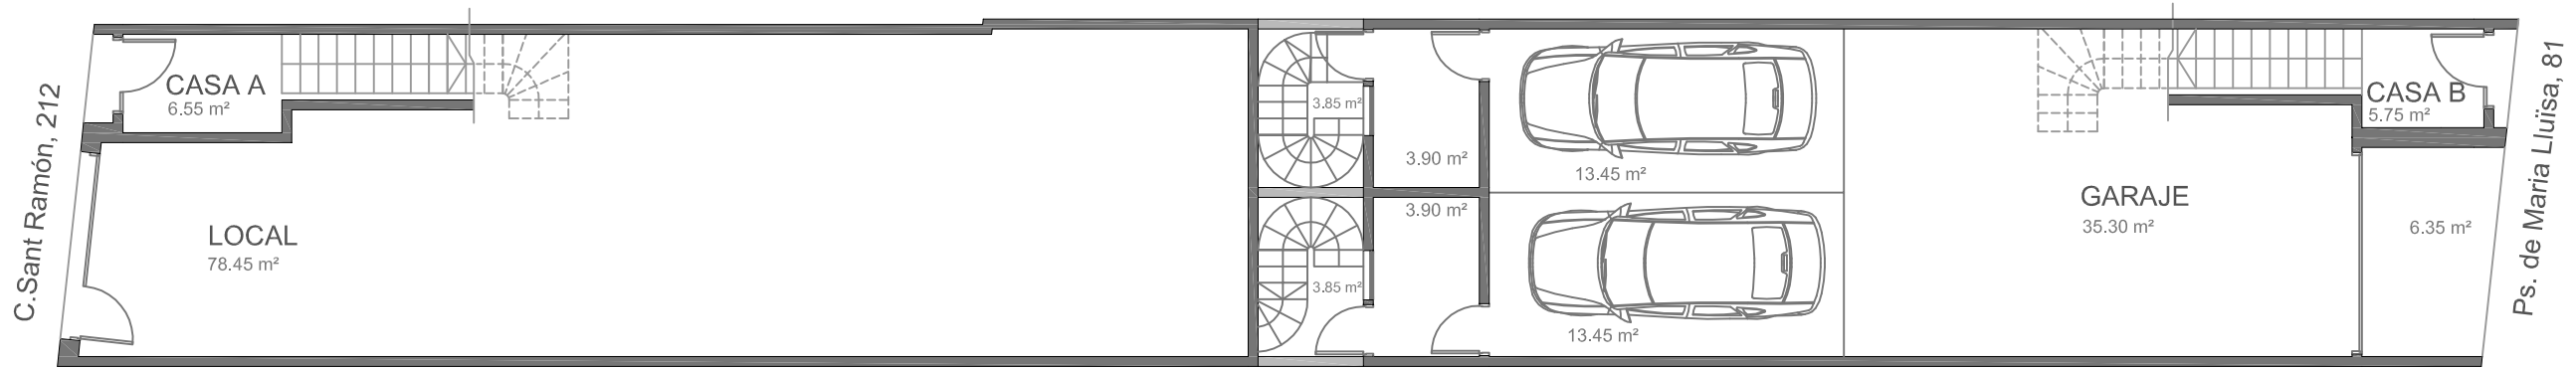 C.Sant Ramón, 212
CASA A
6.55 m²
LOCAL
78.45 m²
3.85 m²
3.85 m²
3.90 m²
3.90 m²
13.45 m²
13.45 m²
GARAJE
35.30 m²
CASA B
5.75 m²
6.35 m²
Ps. de Maria Lluïsa, 81